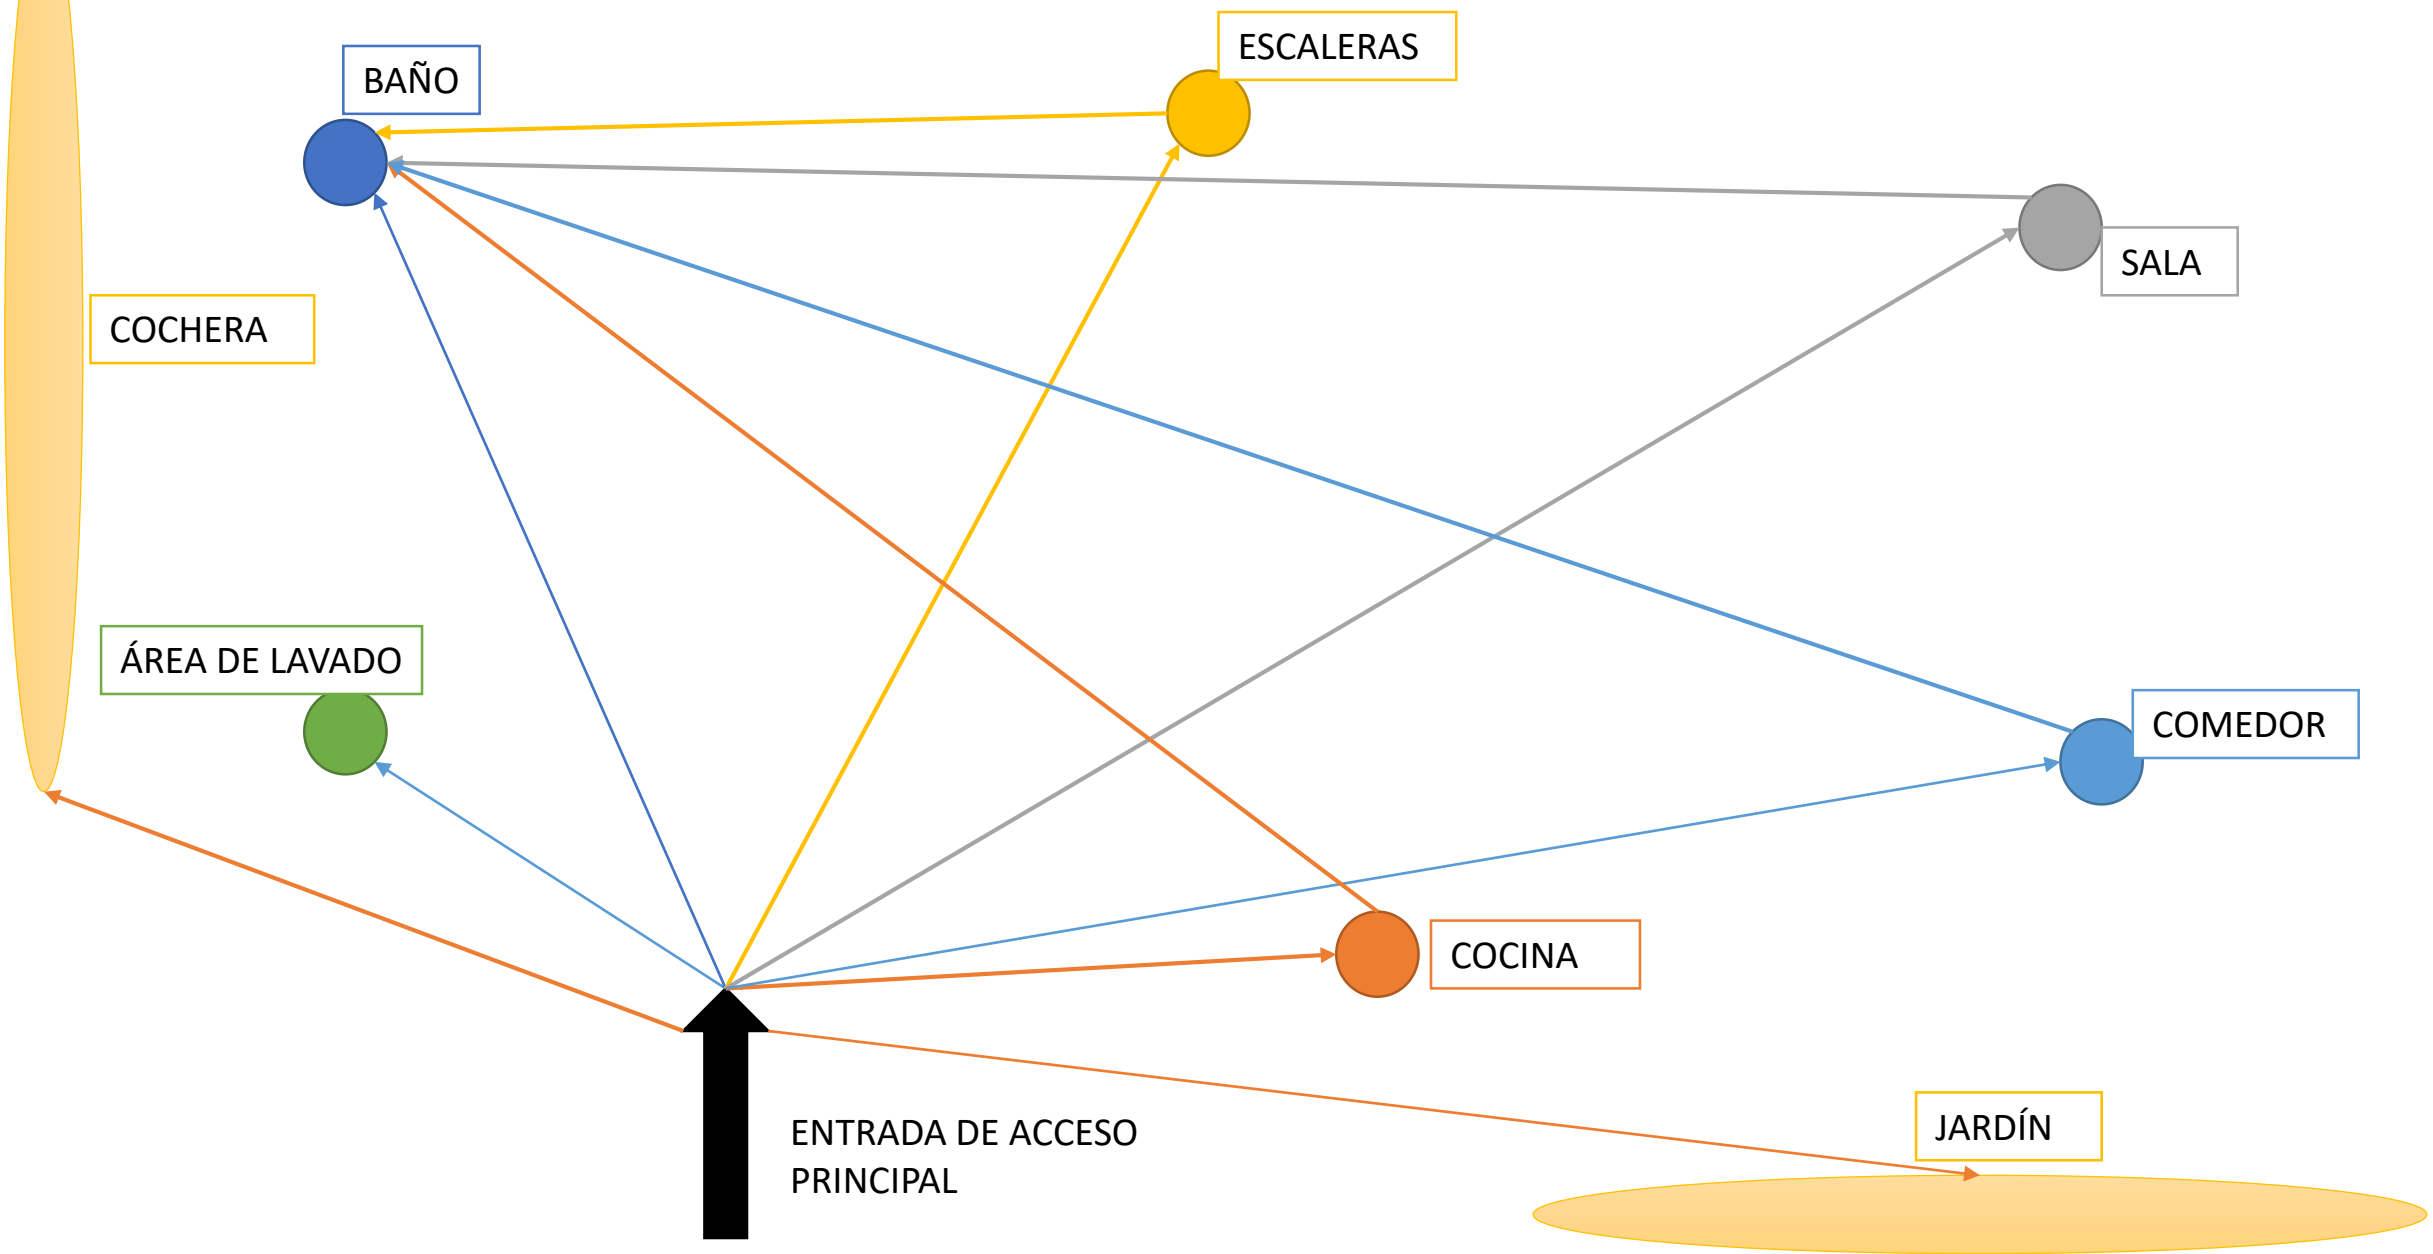 ESCALERAS
BAÑO
SALA
COCHERA
ÁREA DE LAVADO
COMEDOR
COCINA
JARDÍN
ENTRADA DE ACCESO
PRINCIPAL